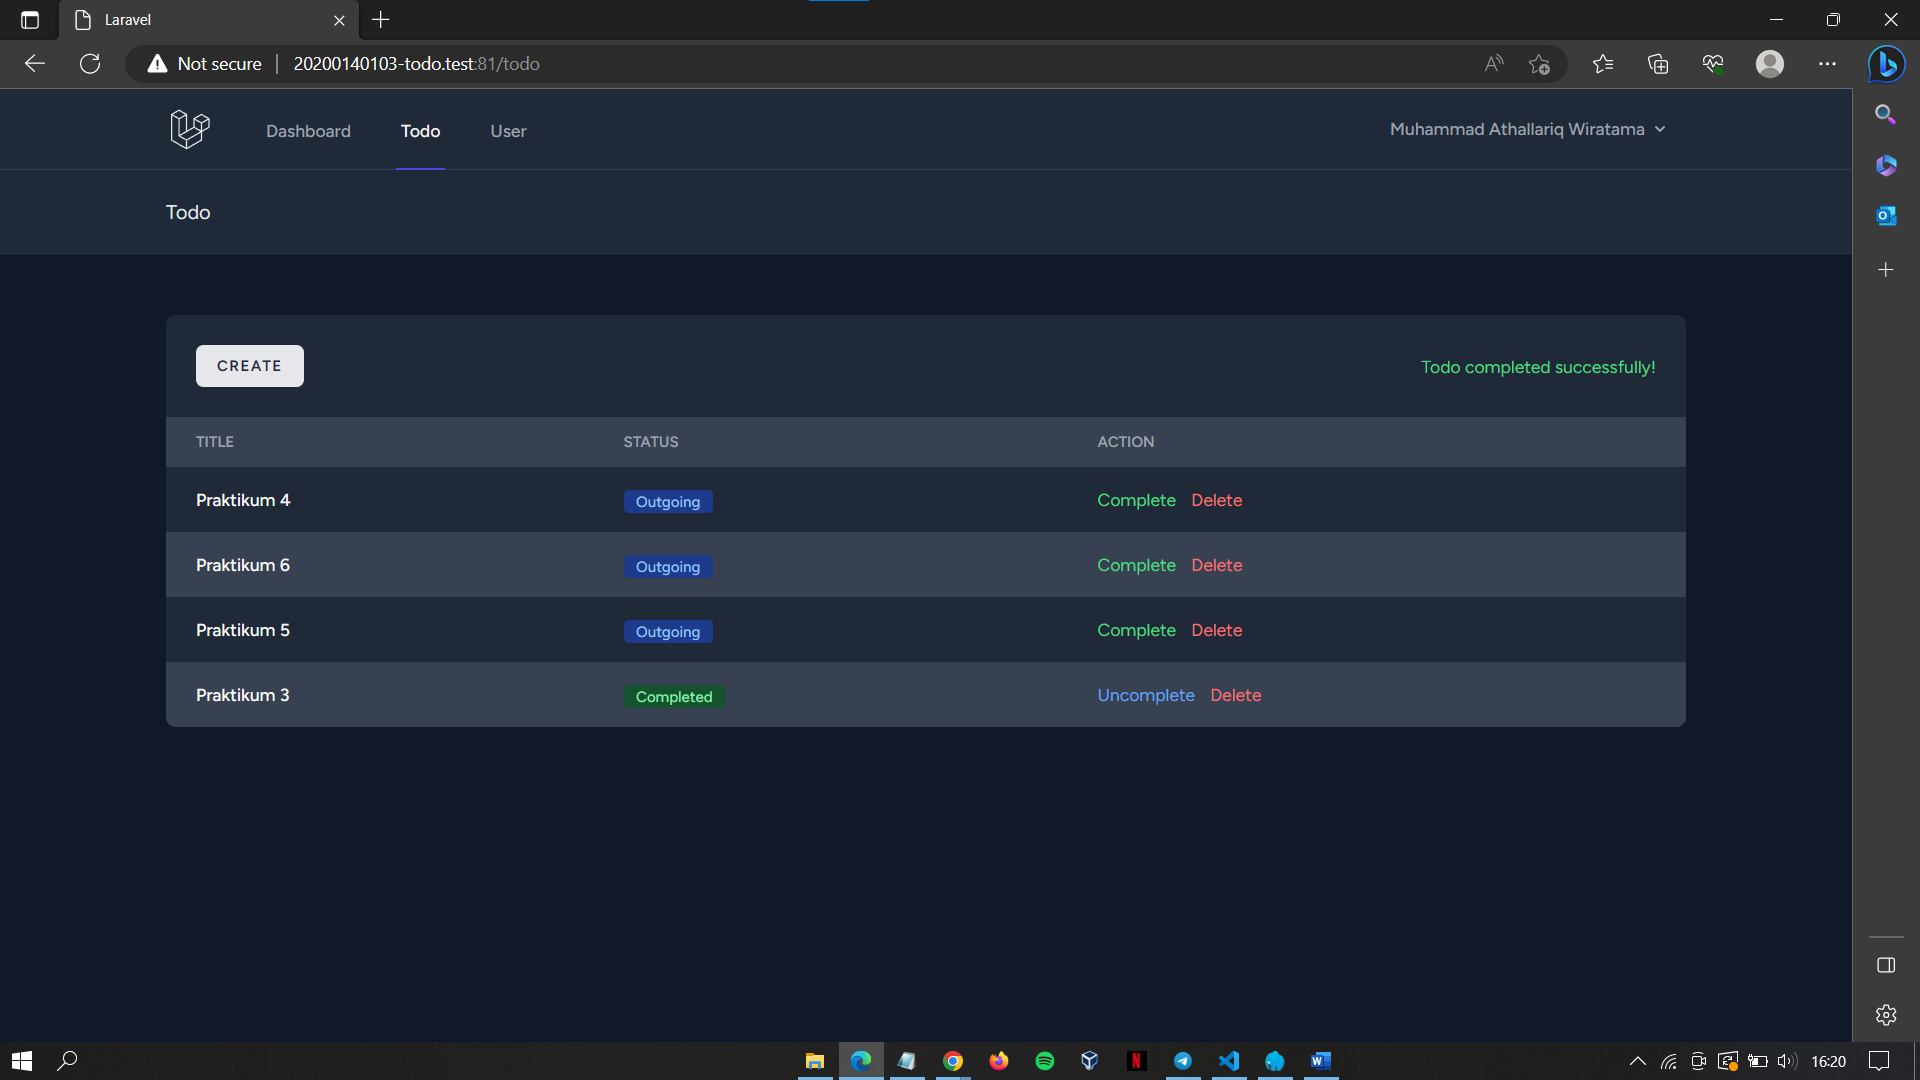 Laravel
Not secure 20200140103-todo.test:81/todo
Dashboard Todo User Muhammad Athallariq Wiratama
Todo
CREATE Todo completed successfully!
TITLE STATUS ACTION
Praktikum 4 Outgoing Complete Delete
Praktikum 6 Outgoing Complete Delete
Praktikum 5 Outgoing Complete Delete
Praktikum 3 Completed Uncomplete Delete
16:20